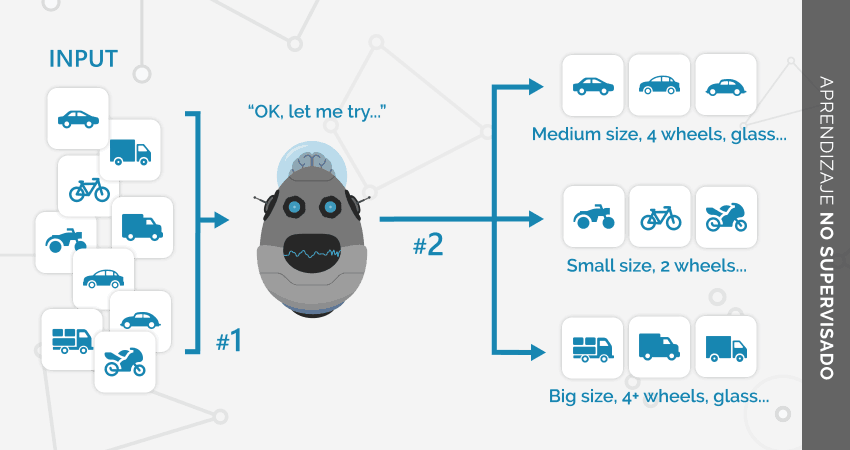 INPUT
“OK, let me try...”
#1
#2
Medium size, 4 wheels, glass...
Small size, 2 wheels...
Big size, 4+ wheels, glass...
APRENDIZAJE NO SUPERVISADO